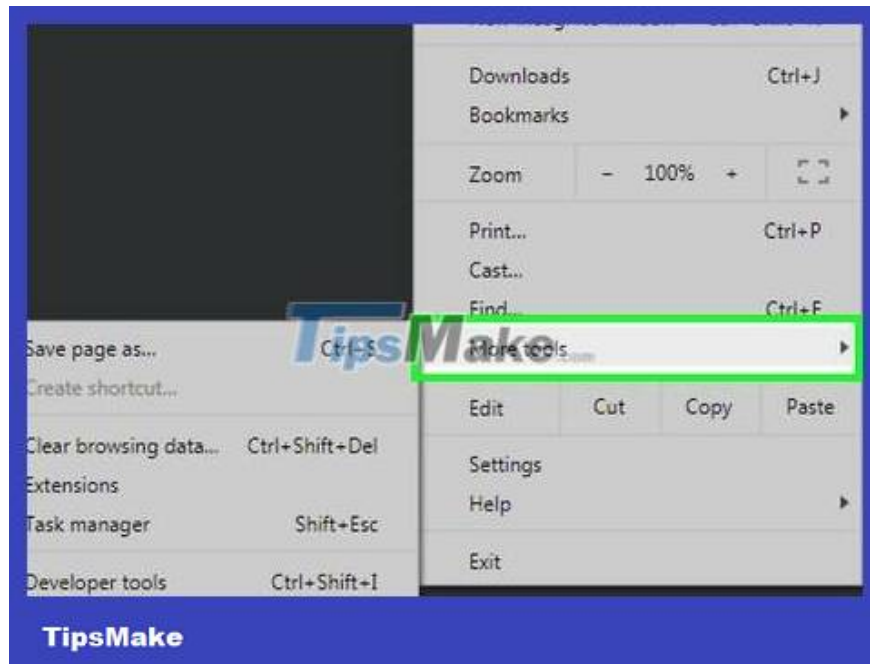 Downloads Ctrl+J
Bookmarks
Zoom - 100% +
Print... Ctrl+P
Cast...
Find... Ctrl+F
More tools
TipsMake.com
Edit Cut Copy Paste
Settings
Help
Exit
Save page as... Ctrl+S
Create shortcut...
Clear browsing data... Ctrl+Shift+Del
Extensions
Task manager Shift+Esc
Developer tools Ctrl+Shift+I
TipsMake